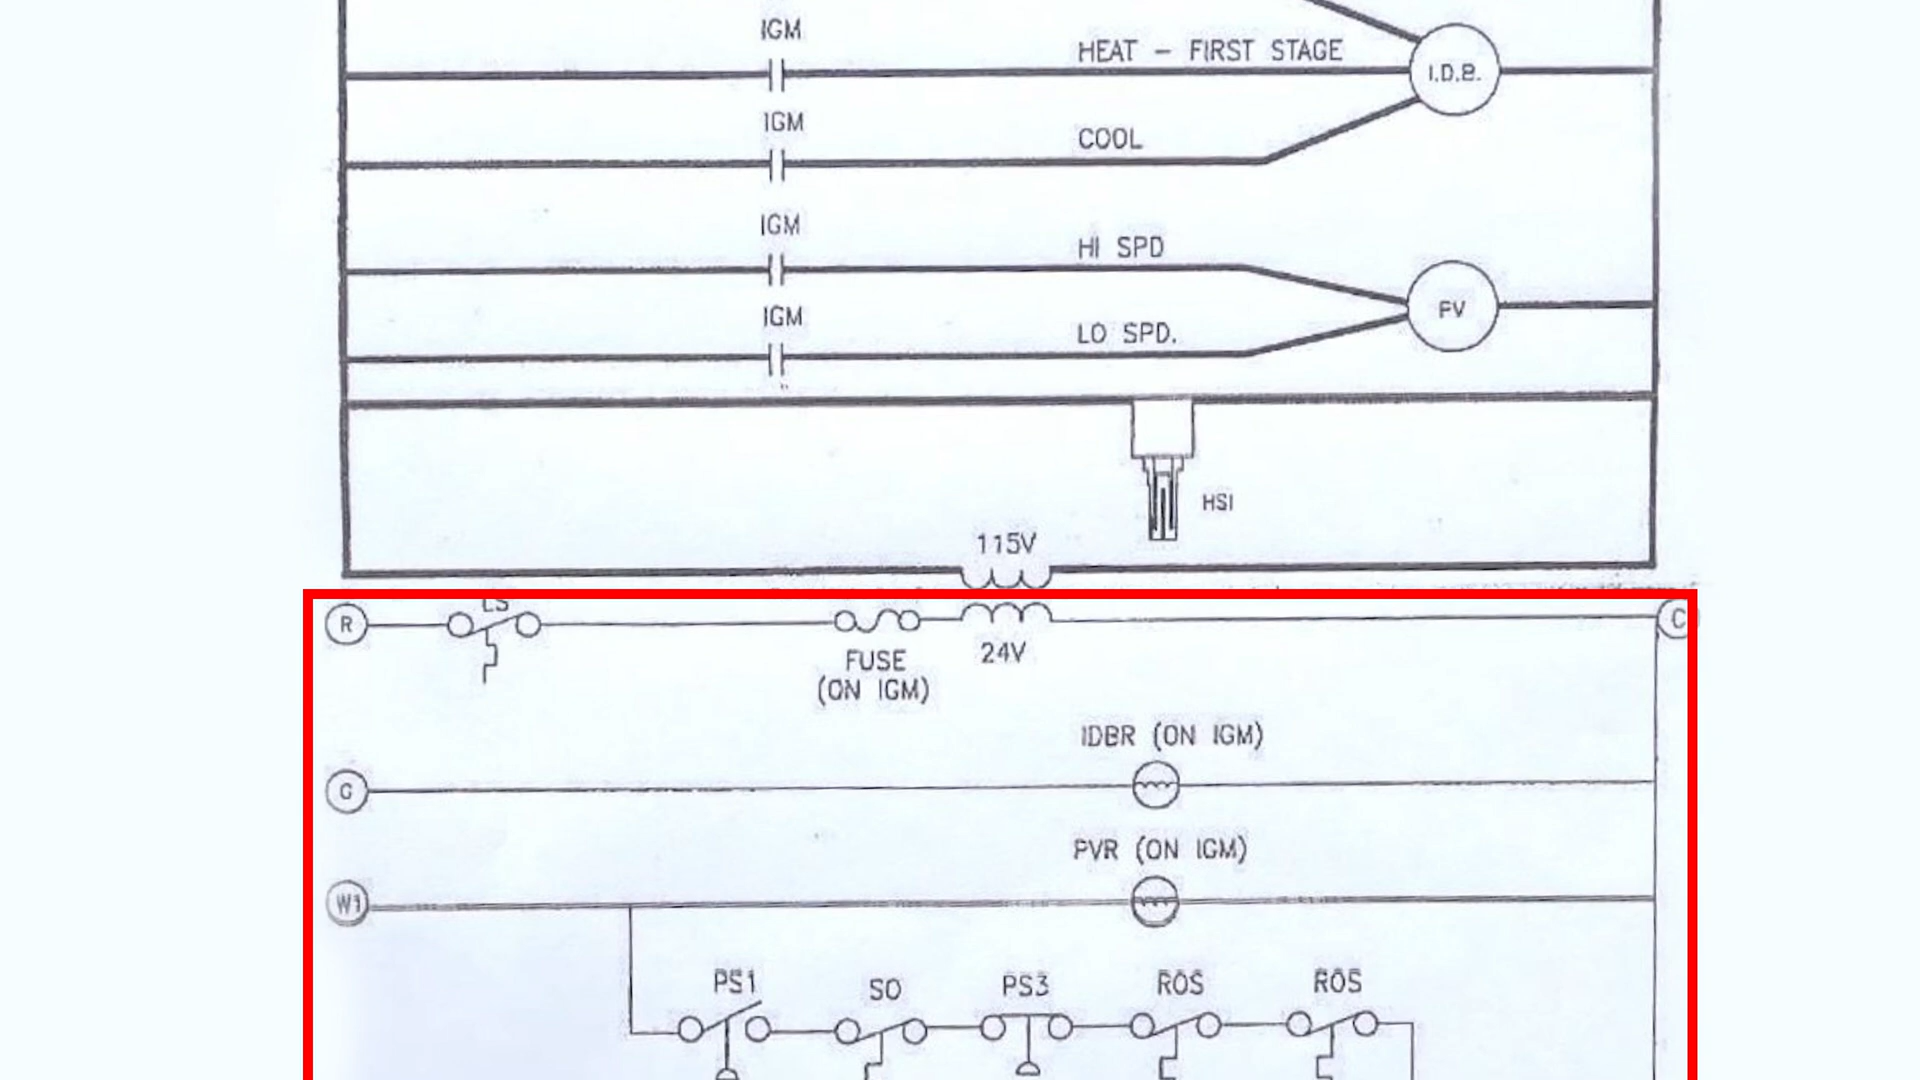 IGM
HEAT - FIRST STAGE
I.D.B.
IGM
COOL
IGM
HI SPD
PV
IGM
LO SPD.
HSI
115V
LS
R
C
24V
FUSE
(ON IGM)
IDBR (ON IGM)
G
PVR (ON IGM)
W1
PS1
SO
PS3
ROS
ROS